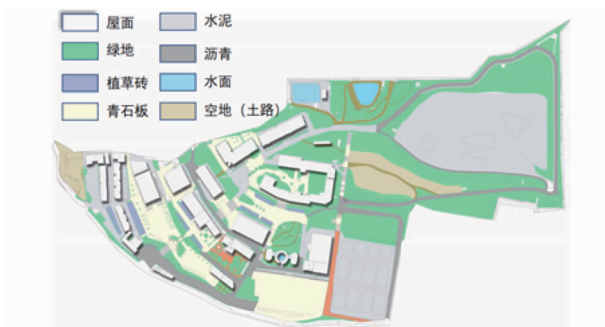 屋面 水泥
绿地 沥青
植草砖 水面
青石板 空地（土路）